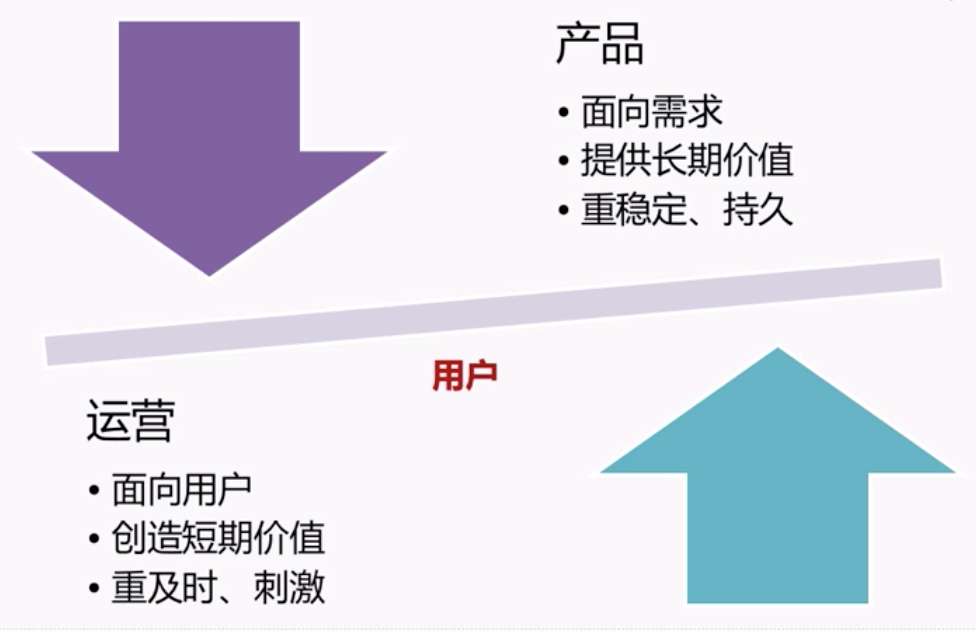 产品
• 面向需求
• 提供长期价值
• 重稳定、持久
用户
运营
• 面向用户
• 创造短期价值
• 重及时、刺激